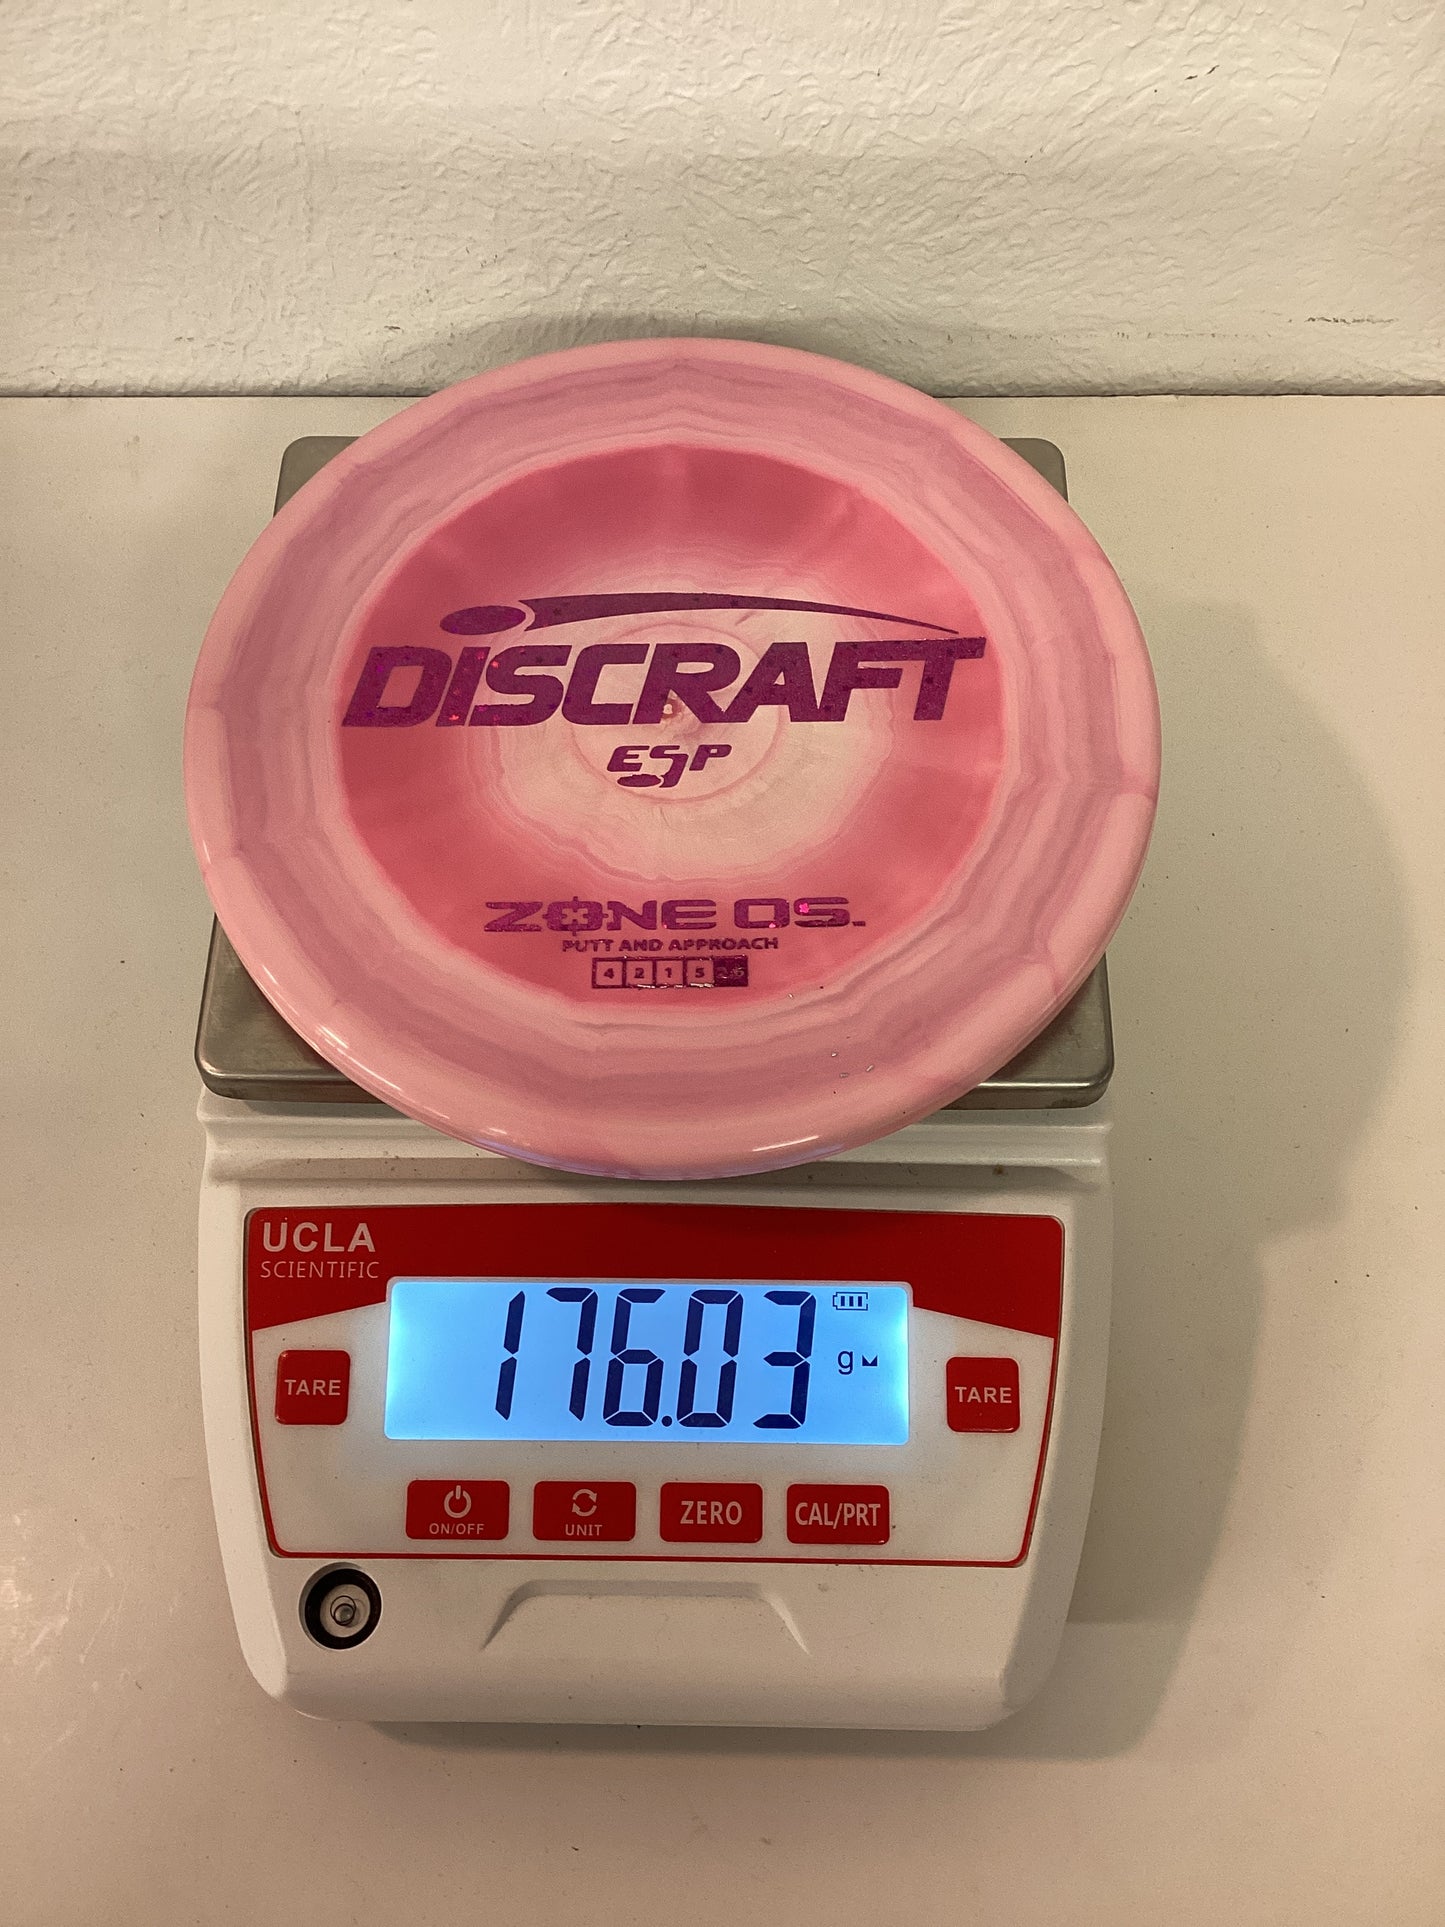 DISCRAFT
ESP
ZONE OS™
PUTT AND APPROACH
4 2 1 5
UCLA
SCIENTIFIC
176.03 g
TARE
TARE
ON/OFF
UNIT
ZERO
CAL/PRT